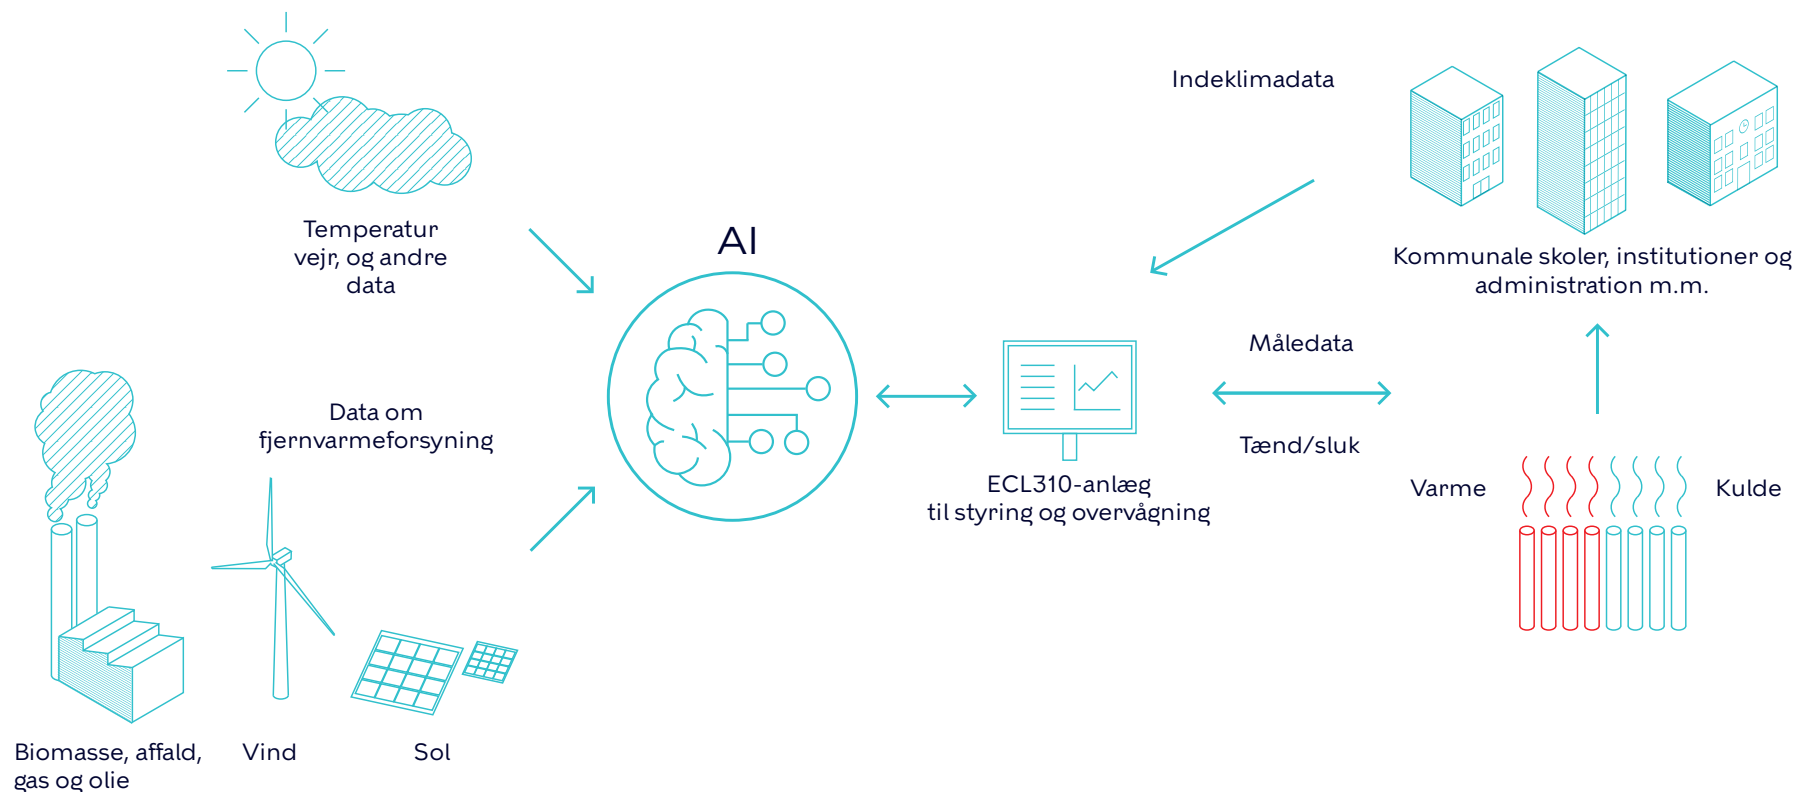 Temperatur
vejr, og andre
data
Data om
fjernvarmeforsyning
Biomasse, affald,
gas og olie
Vind
Sol
AI
ECL310-anlæg
til styring og overvågning
Indeklimadata
Måledata
Tænd/sluk
Kommunale skoler, institutioner og
administration m.m.
Varme
Kulde